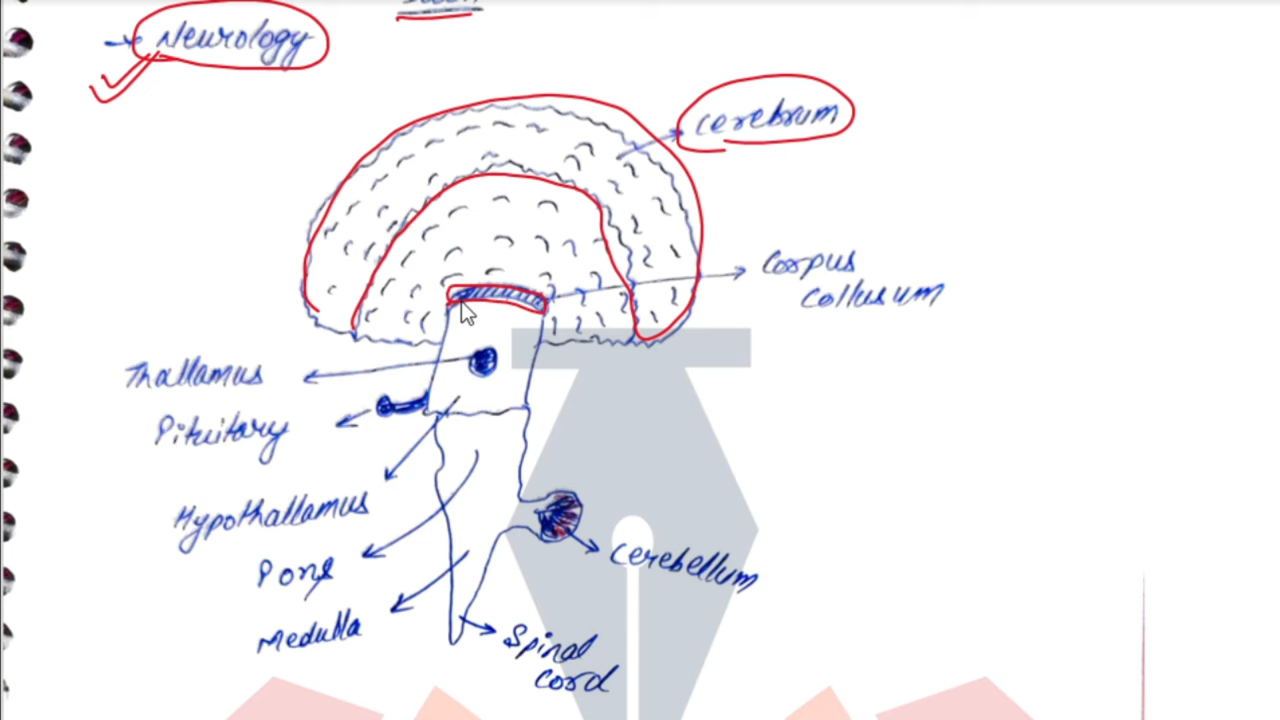 Neurology
cerebrum
Corpus
Collusum
Thallamus
Pituitary
Hypothallamus
Pons
Medulla
Cerebellum
Spinal
Cord